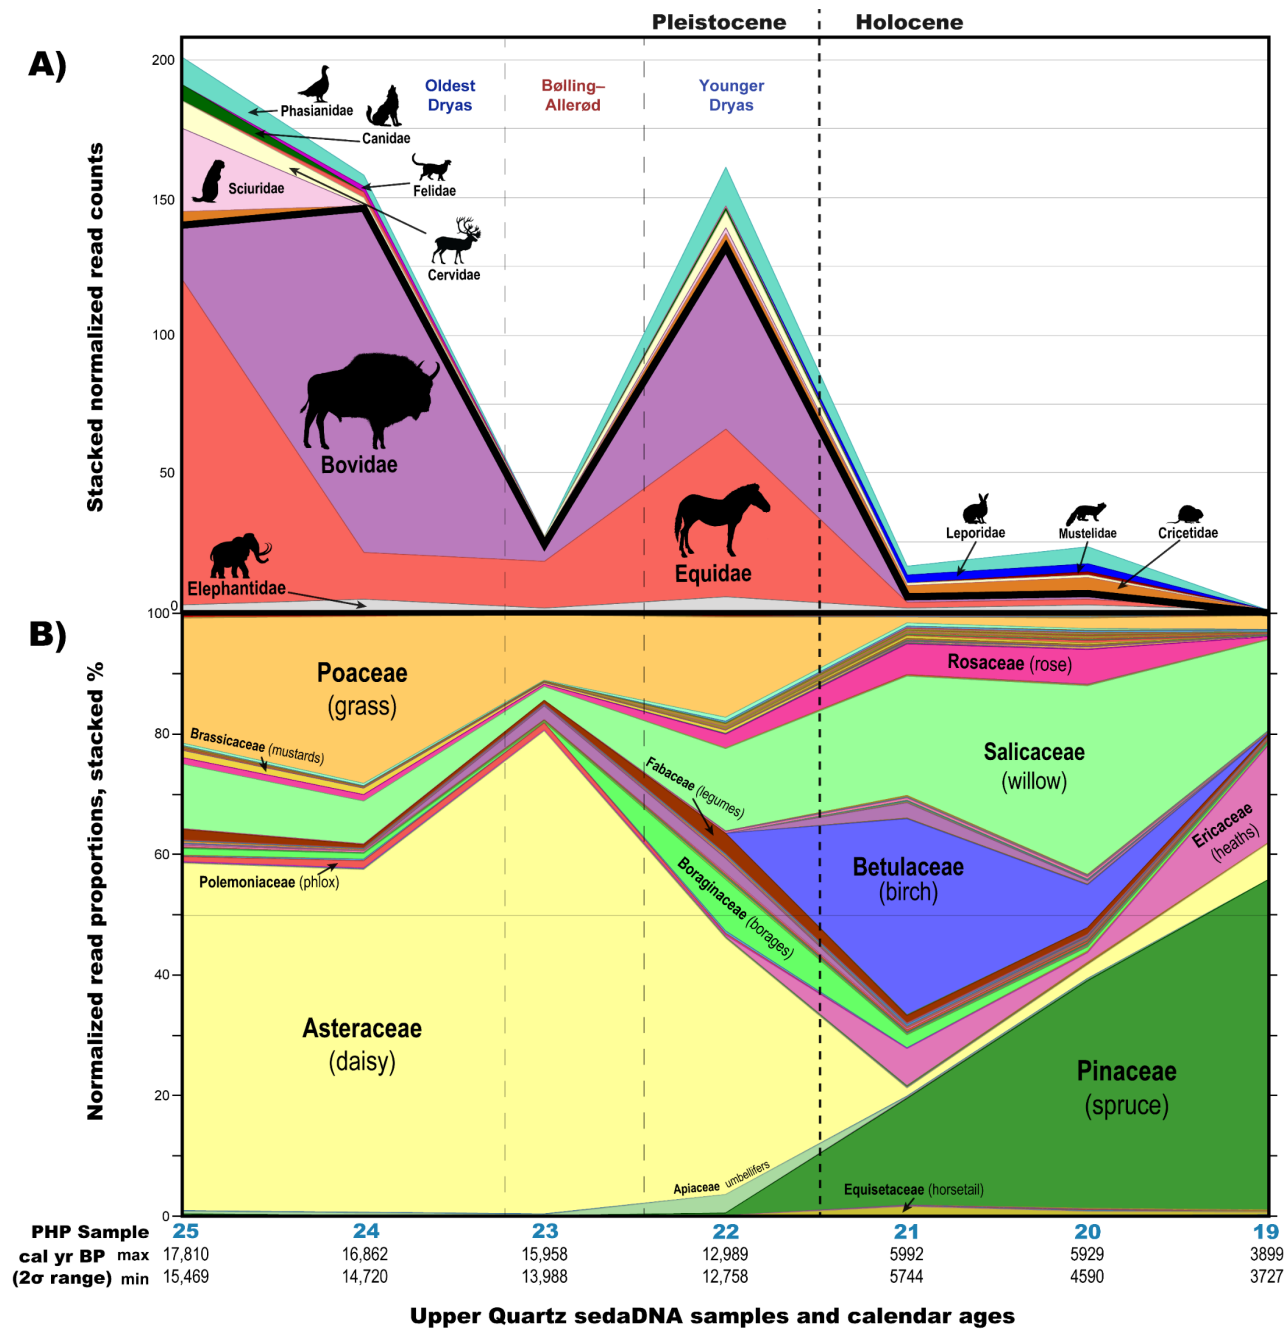 Pleistocene
Holocene
A)
Stacked normalized read counts
200
150
100
50
0
Oldest
Dryas
Bølling–
Allerød
Younger
Dryas
Phasianidae
Canidae
Felidae
Sciuridae
Cervidae
Bovidae
Elephantidae
Equidae
Leporidae
Mustelidae
Cricetidae
B)
Normalized read proportions, stacked %
100
80
60
40
20
0
Poaceae
(grass)
Brassicaceae (mustards)
Polemoniaceae (phlox)
Asteraceae
(daisy)
Fabaceae (legumes)
Boraginaceae (borages)
Apiaceae umbellifers
Rosaceae (rose)
Salicaceae
(willow)
Betulaceae
(birch)
Ericaceae
(heaths)
Pinaceae
(spruce)
Equisetaceae (horsetail)
PHP Sample 25 24 23 22 21 20 19
cal yr BP max 17,810 16,862 15,958 12,989 5992 5929 3899
(2σ range) min 15,469 14,720 13,988 12,758 5744 4590 3727
Upper Quartz sedaDNA samples and calendar ages